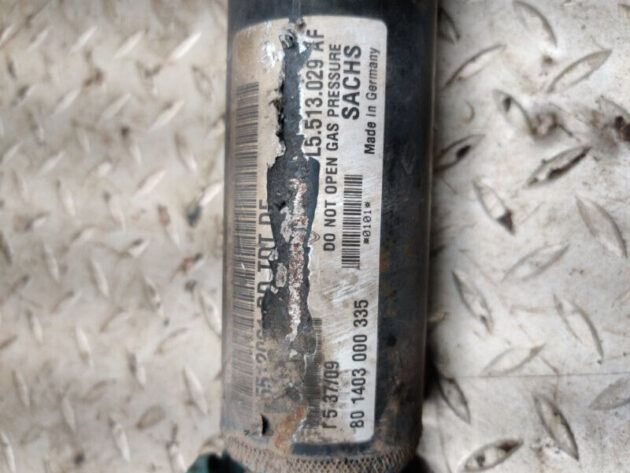 L5.513.029 AF
DO NOT OPEN GAS PRESSURE
SACHS
Made in Germany
*0101*
5 37/09
80 1403 000 335